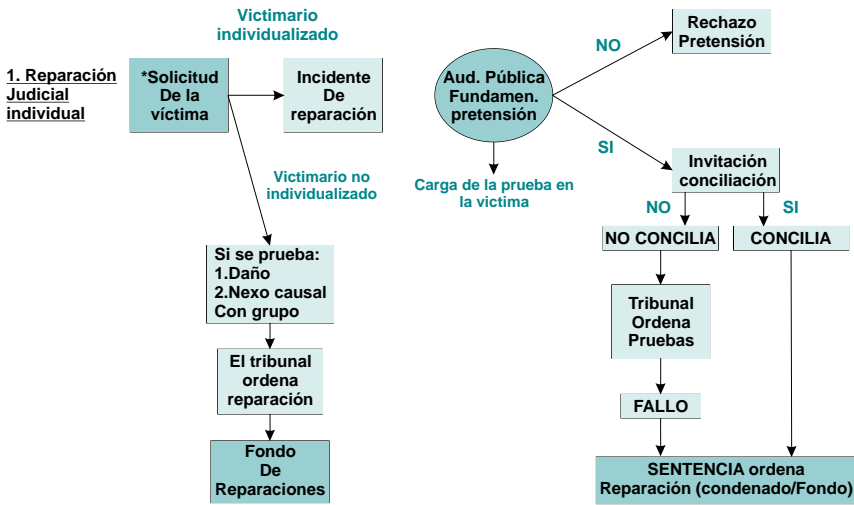 Victimario
individualizado
1. Reparación
Judicial
individual
*Solicitud
De la
víctima
Incidente
De
reparación
Victimario no
individualizado
Si se prueba:
1.Daño
2.Nexo causal
Con grupo
El tribunal
ordena
reparación
Fondo
De
Reparaciones
Aud. Pública
Fundamen.
pretensión
NO
Rechazo
Pretensión
SI
Carga de la prueba en
la victima
Invitación
conciliación
NO
SI
NO CONCILIA
CONCILIA
Tribunal
Ordena
Pruebas
FALLO
SENTENCIA ordena
Reparación (condenado/Fondo)